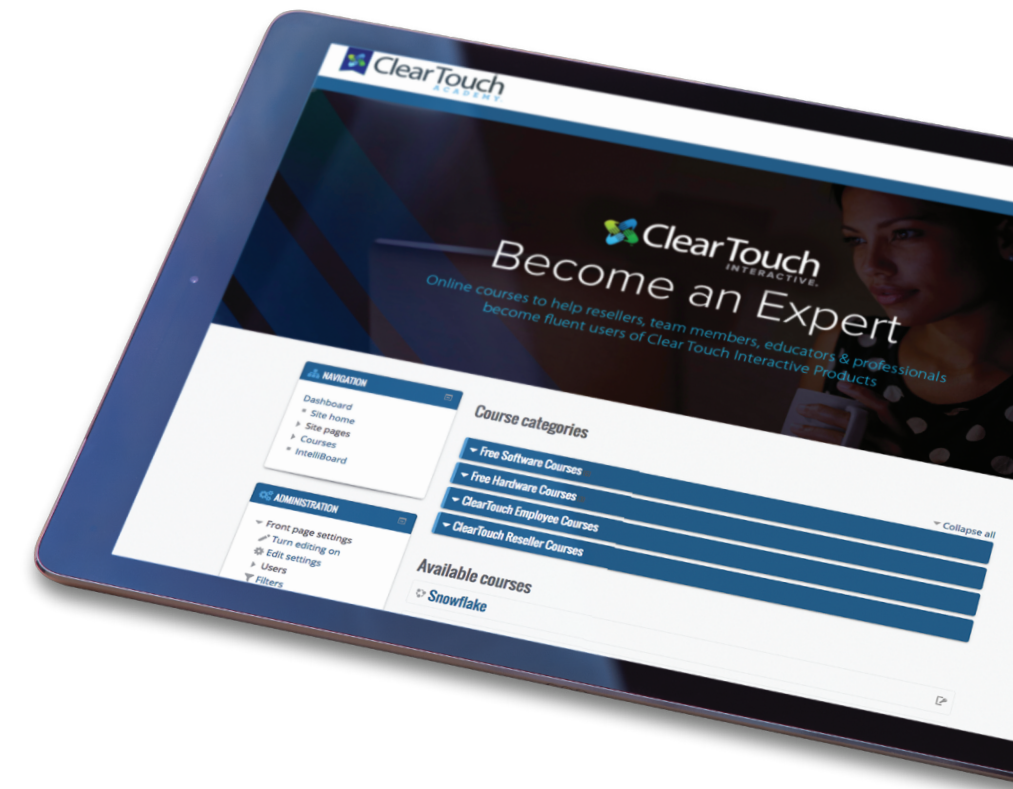 ClearTouch
ACADEMY.
ClearTouch
INTERACTIVE.
Become an Expert
Online courses to help resellers, team members, educators & professionals
become fluent users of Clear Touch Interactive Products
NAVIGATION
Dashboard
Site home
Site pages
Courses
IntelliBoard
ADMINISTRATION
Front page settings
Turn editing on
Edit settings
Users
Filters
Course categories
Collapse all
Free Software Courses
Free Hardware Courses
ClearTouch Employee Courses
ClearTouch Reseller Courses
Available courses
Snowflake